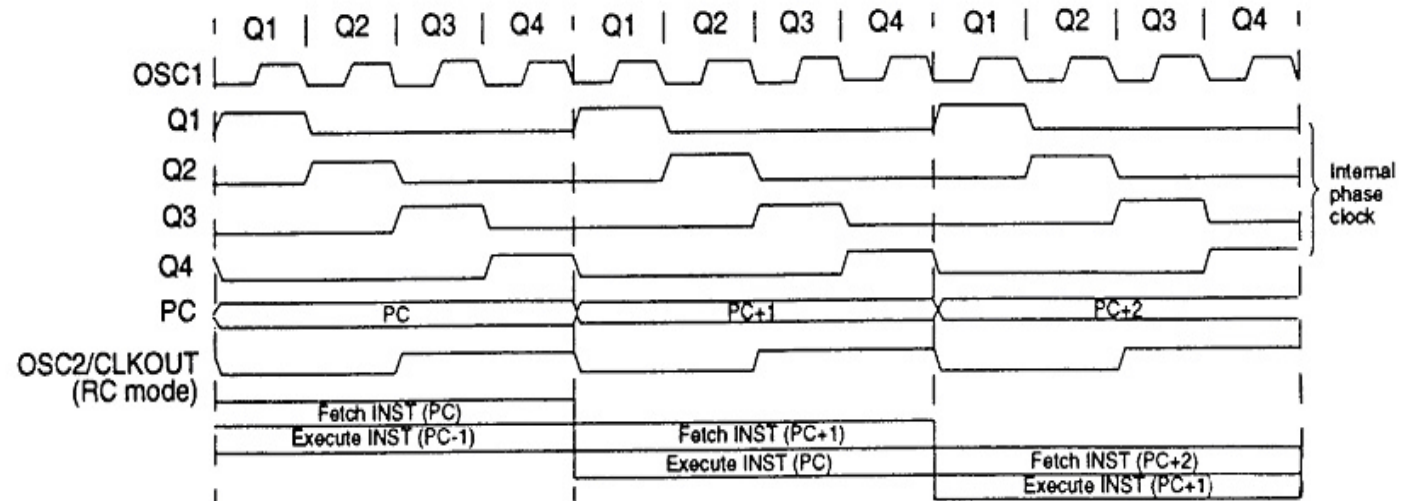 Q1 Q2 Q3 Q4 Q1 Q2 Q3 Q4 Q1 Q2 Q3 Q4
OSC1
Q1
Q2
Q3
Q4
Internal
phase
clock
PC PC PC+1 PC+2
OSC2/CLKOUT
(RC mode)
Fetch INST (PC)
Execute INST (PC-1) Fetch INST (PC+1)
Execute INST (PC) Fetch INST (PC+2)
Execute INST (PC+1)